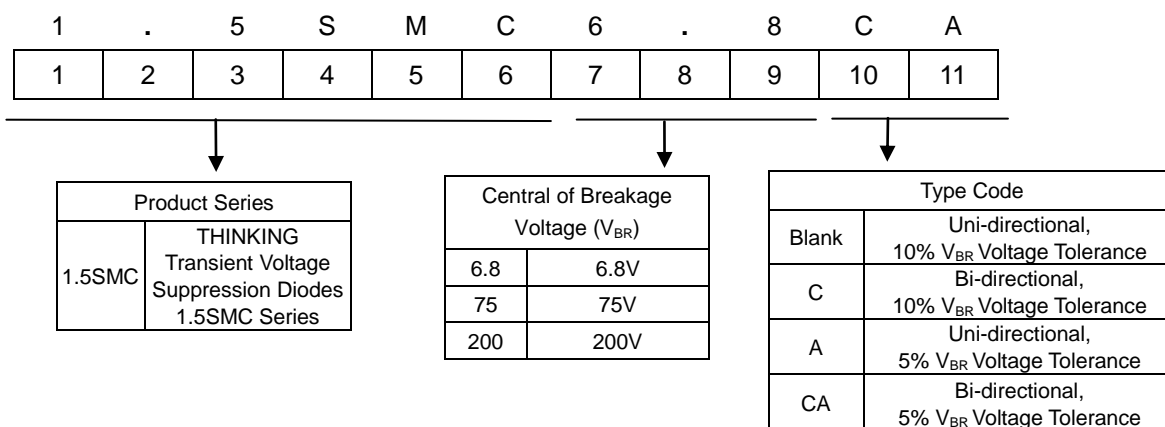 1 . 5 S M C 6 . 8 C A
1 2 3 4 5 6 7 8 9 10 11
Product Series
1.5SMC
THINKING
Transient Voltage
Suppression Diodes
1.5SMC Series
Central of Breakage
Voltage (VBR)
6.8 6.8V
75 75V
200 200V
Type Code
Blank
Uni-directional,
10% VBR Voltage Tolerance
C
Bi-directional,
10% VBR Voltage Tolerance
A
Uni-directional,
5% VBR Voltage Tolerance
CA
Bi-directional,
5% VBR Voltage Tolerance